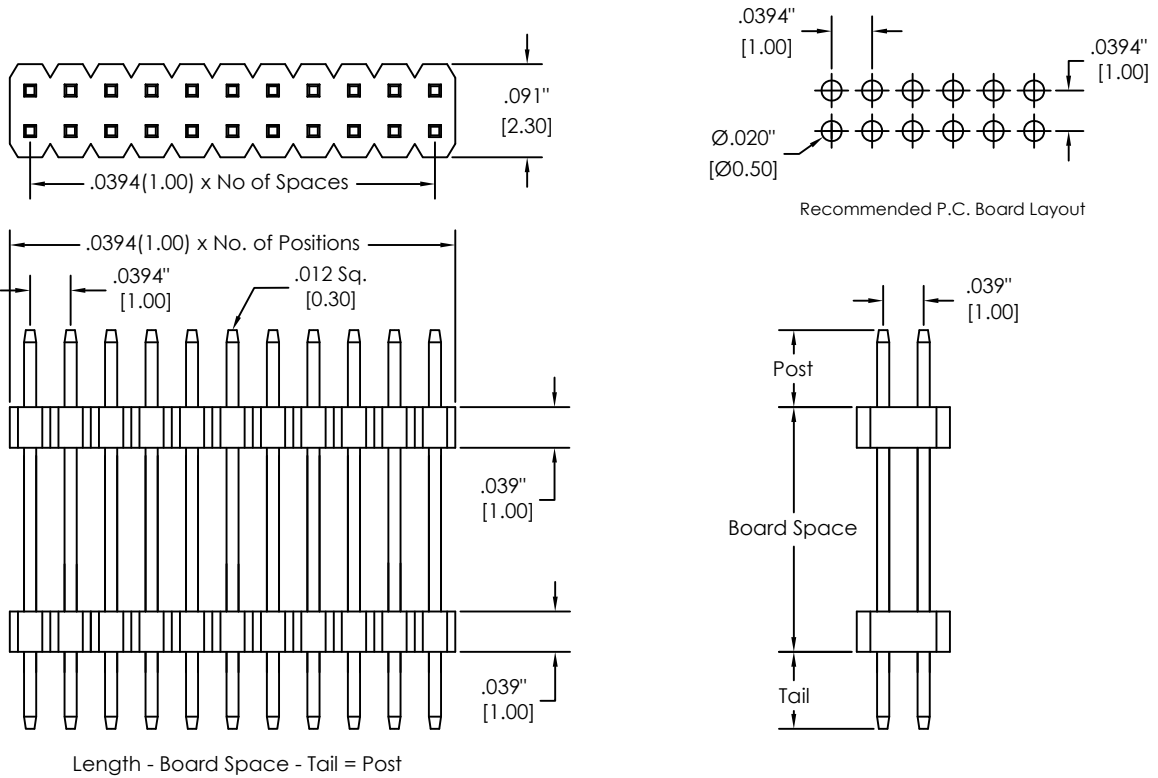 .091"
[2.30]
.0394(1.00) x No of Spaces
.0394"
[1.00]
.0394"
[1.00]
Ø.020"
[Ø0.50]
Recommended P.C. Board Layout
.0394(1.00) x No. of Positions
.0394"
[1.00]
.012 Sq.
[0.30]
.039"
[1.00]
.039"
[1.00]
Length - Board Space - Tail = Post
.039"
[1.00]
Post
Board Space
Tail